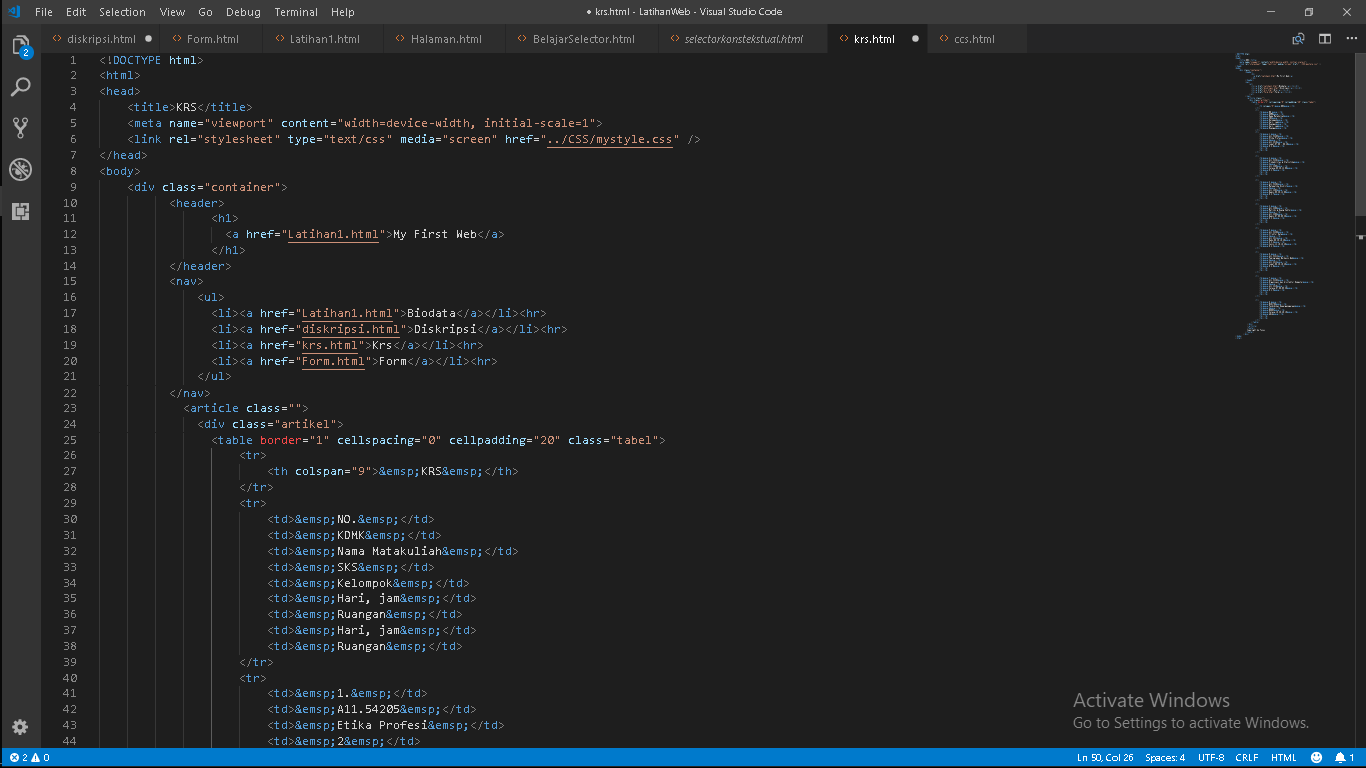 File Edit Selection View Go Debug Terminal Help ● krs.html - LatihanWeb - Visual Studio Code
diskripsi.html ● Form.html Latihan1.html Halaman.html BelajarSelector.html selectorkonstekstual.html krs.html ● ccs.html
2
1 <!DOCTYPE html>
2 <html>
3 <head>
4 <title>KRS</title>
5 <meta name="viewport" content="width=device-width, initial-scale=1">
6 <link rel="stylesheet" type="text/css" media="screen" href="../CSS/mystyle.css" />
7 </head>
8 <body>
9 <div class="container">
10 <header>
11 <h1>
12 <a href="Latihan1.html">My First Web</a>
13 </h1>
14 </header>
15 <nav>
16 <ul>
17 <li><a href="Latihan1.html">Biodata</a></li><hr>
18 <li><a href="diskripsi.html">Diskripsi</a></li><hr>
19 <li><a href="krs.html">Krs</a></li><hr>
20 <li><a href="Form.html">Form</a></li><hr>
21 </ul>
22 </nav>
23 <article class="">
24 <div class="artikel">
25 <table border="1" cellspacing="0" cellpadding="20" class="tabel">
26 <tr>
27 <th colspan="9">&emsp;KRS&emsp;</th>
28 </tr>
29 <tr>
30 <td>&emsp;NO.&emsp;</td>
31 <td>&emsp;KDMK&emsp;</td>
32 <td>&emsp;Nama Matakuliah&emsp;</td>
33 <td>&emsp;SKS&emsp;</td>
34 <td>&emsp;Kelompok&emsp;</td>
35 <td>&emsp;Hari, jam&emsp;</td>
36 <td>&emsp;Ruangan&emsp;</td>
37 <td>&emsp;Hari, jam&emsp;</td>
38 <td>&emsp;Ruangan&emsp;</td>
39 </tr>
40 <tr>
41 <td>&emsp;1.&emsp;</td>
42 <td>&emsp;A11.54205&emsp;</td>
43 <td>&emsp;Etika Profesi&emsp;</td>
44 <td>&emsp;2&emsp;</td>
Activate Windows
Go to Settings to activate Windows.
2 0 Ln 50, Col 26 Spaces: 4 UTF-8 CRLF HTML 1